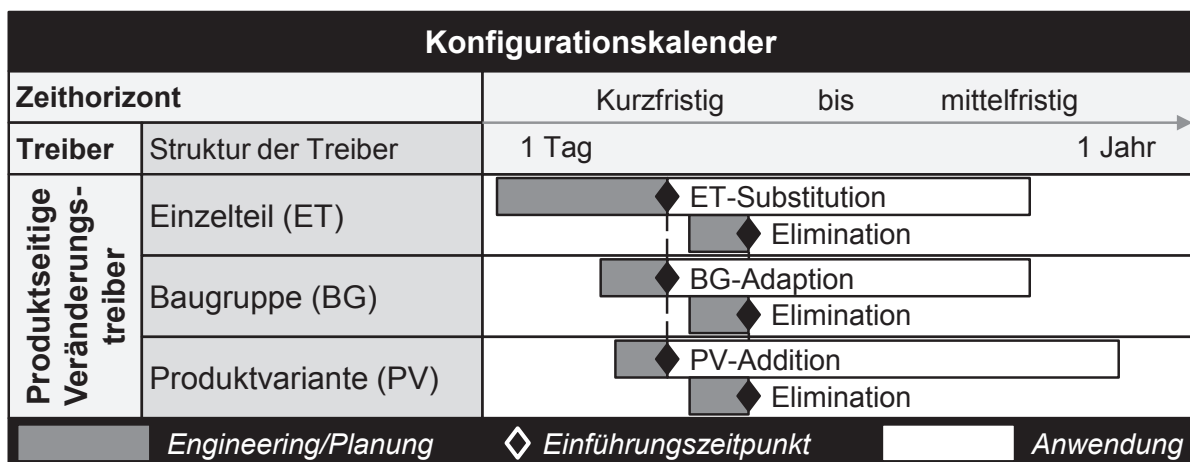 Konfigurationskalender
Zeithorizont Kurzfristig bis mittelfristig
Treiber Struktur der Treiber 1 Tag 1 Jahr
Produktseitige
Veränderungs-
treiber
Einzelteil (ET)
ET-Substitution
Elimination
Baugruppe (BG)
BG-Adaption
Elimination
Produktvariante (PV)
PV-Addition
Elimination
Engineering/Planung Einführungszeitpunkt Anwendung